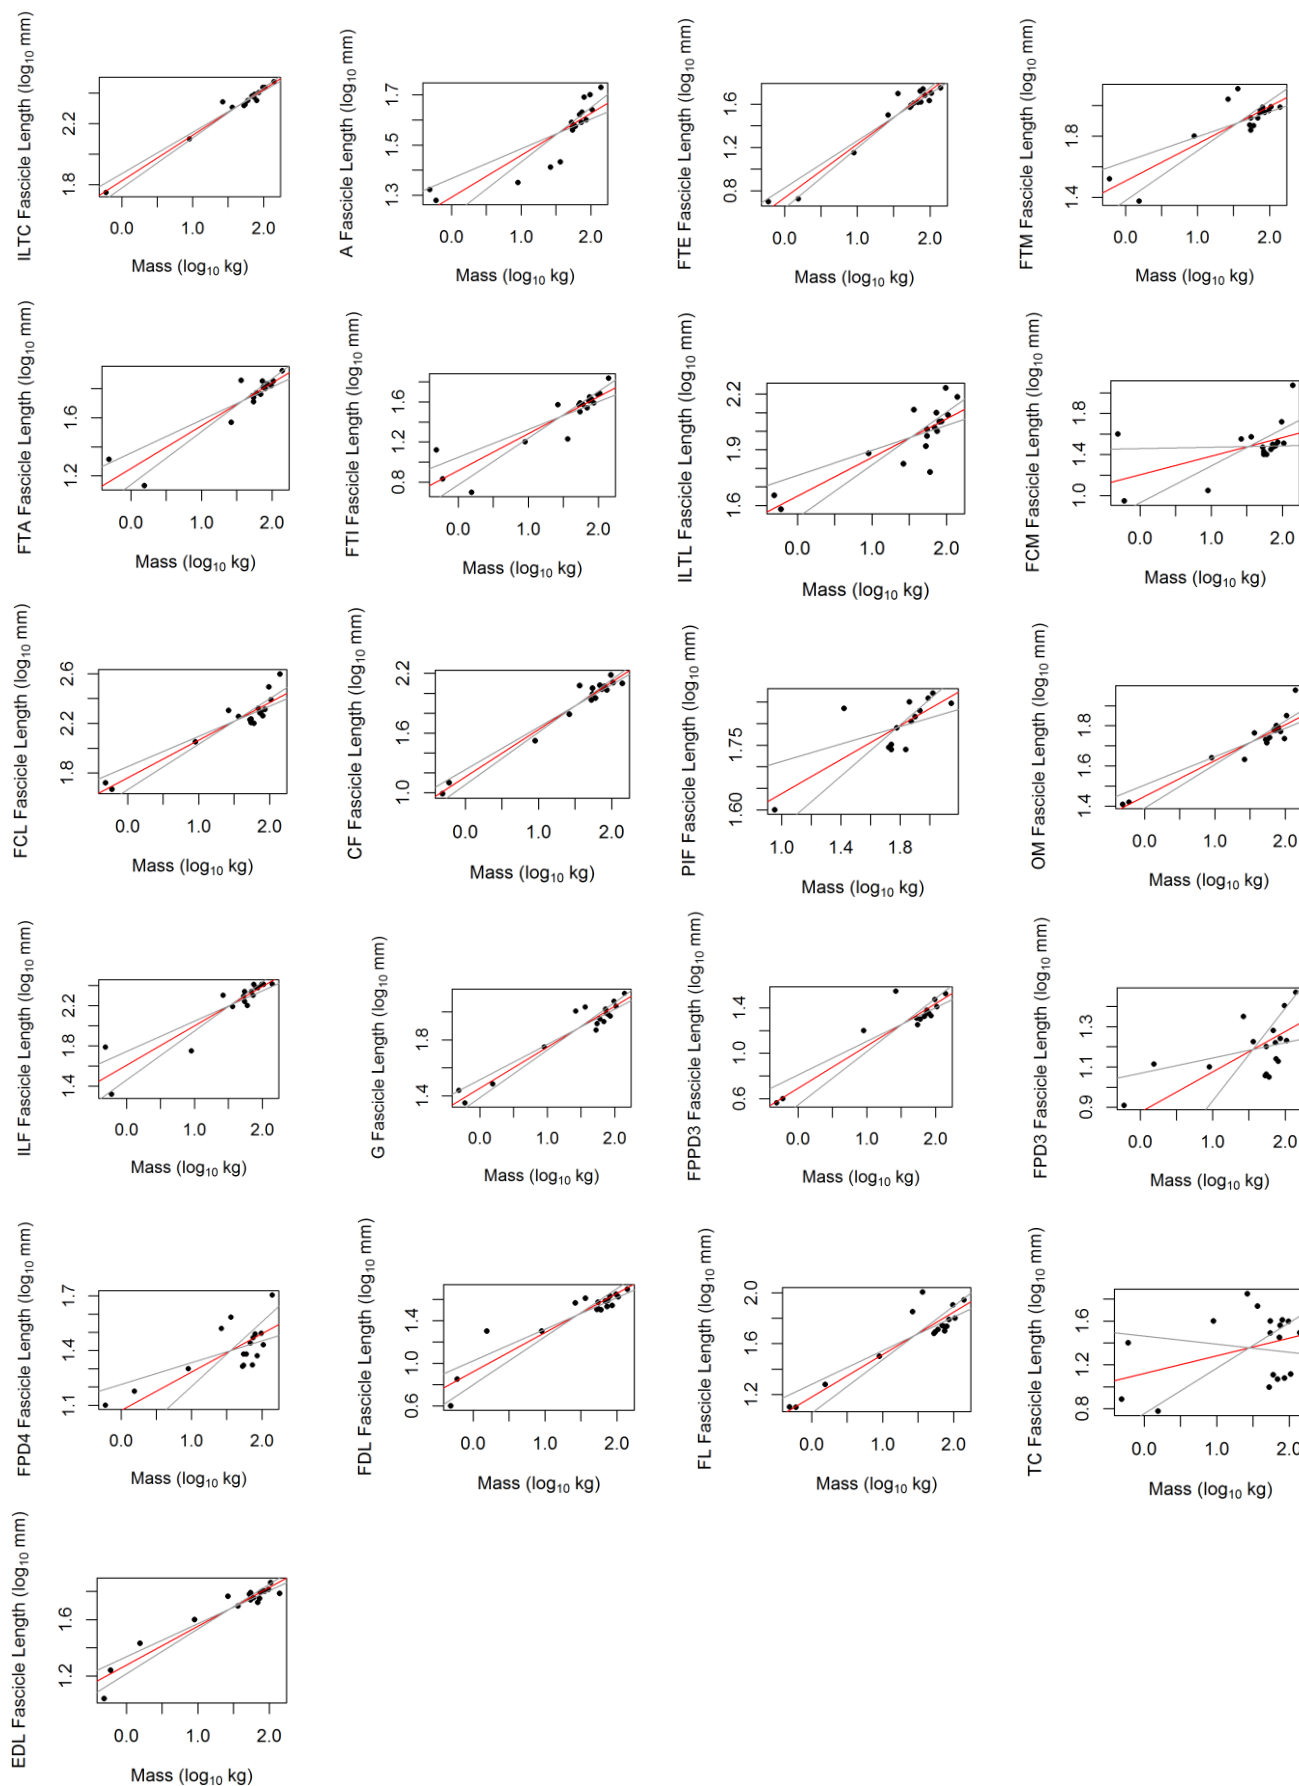 ILTC Fascicle Length (log₁₀ mm)
2.2
1.8
0.0 1.0 2.0
Mass (log₁₀ kg)
A Fascicle Length (log₁₀ mm)
1.7
1.5
1.3
0.0 1.0 2.0
Mass (log₁₀ kg)
FTE Fascicle Length (log₁₀ mm)
1.6
1.2
0.8
0.0 1.0 2.0
Mass (log₁₀ kg)
FTM Fascicle Length (log₁₀ mm)
1.8
1.4
0.0 1.0 2.0
Mass (log₁₀ kg)
FTA Fascicle Length (log₁₀ mm)
1.6
1.2
0.0 1.0 2.0
Mass (log₁₀ kg)
FTI Fascicle Length (log₁₀ mm)
1.6
1.2
0.8
0.0 1.0 2.0
Mass (log₁₀ kg)
ILTL Fascicle Length (log₁₀ mm)
2.2
1.9
1.6
0.0 1.0 2.0
Mass (log₁₀ kg)
FCM Fascicle Length (log₁₀ mm)
1.8
1.4
1.0
0.0 1.0 2.0
Mass (log₁₀ kg)
FCL Fascicle Length (log₁₀ mm)
2.6
2.2
1.8
0.0 1.0 2.0
Mass (log₁₀ kg)
CF Fascicle Length (log₁₀ mm)
2.2
1.6
1.0
0.0 1.0 2.0
Mass (log₁₀ kg)
PIF Fascicle Length (log₁₀ mm)
1.75
1.60
1.0 1.4 1.8
Mass (log₁₀ kg)
OM Fascicle Length (log₁₀ mm)
1.8
1.6
1.4
0.0 1.0 2.0
Mass (log₁₀ kg)
ILF Fascicle Length (log₁₀ mm)
2.2
1.8
1.4
0.0 1.0 2.0
Mass (log₁₀ kg)
G Fascicle Length (log₁₀ mm)
1.8
1.4
0.0 1.0 2.0
Mass (log₁₀ kg)
FPPD3 Fascicle Length (log₁₀ mm)
1.4
1.0
0.6
0.0 1.0 2.0
Mass (log₁₀ kg)
FPD3 Fascicle Length (log₁₀ mm)
1.3
1.1
0.9
0.0 1.0 2.0
Mass (log₁₀ kg)
FPD4 Fascicle Length (log₁₀ mm)
1.7
1.4
1.1
0.0 1.0 2.0
Mass (log₁₀ kg)
FDL Fascicle Length (log₁₀ mm)
1.4
1.0
0.6
0.0 1.0 2.0
Mass (log₁₀ kg)
FL Fascicle Length (log₁₀ mm)
2.0
1.6
1.2
0.0 1.0 2.0
Mass (log₁₀ kg)
TC Fascicle Length (log₁₀ mm)
1.6
1.2
0.8
0.0 1.0 2.0
Mass (log₁₀ kg)
EDL Fascicle Length (log₁₀ mm)
1.6
1.2
0.0 1.0 2.0
Mass (log₁₀ kg)